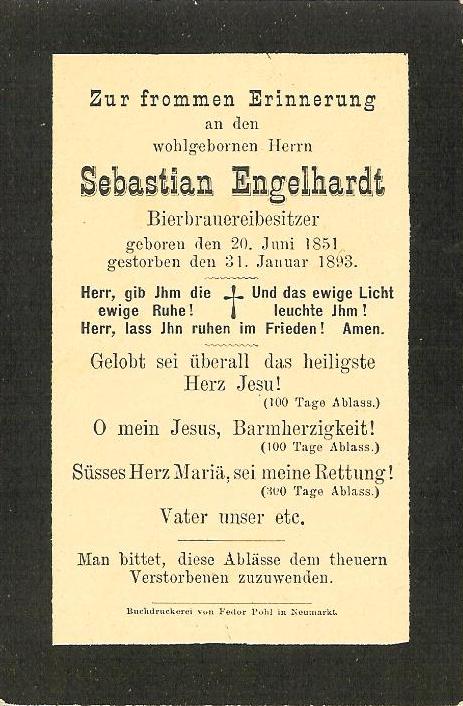 Zur frommen Erinnerung
an den
wohlgebornen Herrn
Sebastian Engelhardt
Bierbrauereibesitzer
geboren den 20. Juni 1851
gestorben den 31. Januar 1893.
Herr, gib Jhm die ewige Ruhe!
Und das ewige Licht leuchte Jhm!
Herr, lass Jhn ruhen im Frieden! Amen.
Gelobt sei überall das heiligste
Herz Jesu!
(100 Tage Ablass.)
O mein Jesus, Barmherzigkeit!
(100 Tage Ablass.)
Süsses Herz Mariä, sei meine Rettung!
(300 Tage Ablass.)
Vater unser etc.
Man bittet, diese Ablässe dem theuern
Verstorbenen zuzuwenden.
Buchdruckerei von Fedor Pohl in Neumarkt.